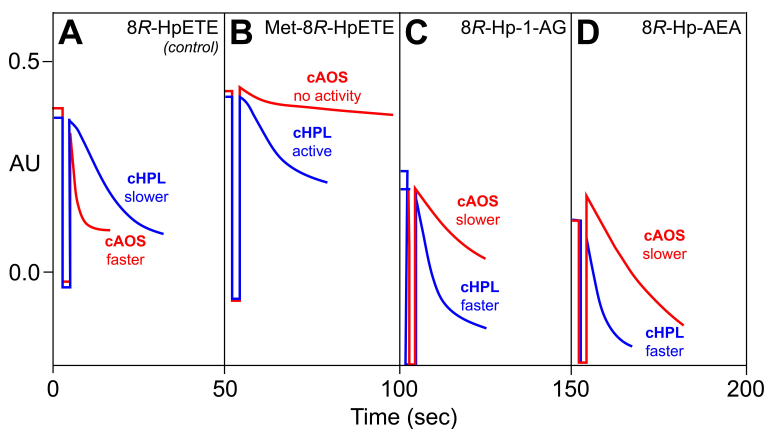 A
8R-HpETE
(control)
B
Met-8R-HpETE
C
8R-Hp-1-AG
D
8R-Hp-AEA
0.5
AU
0.0
cHPL
slower
cAOS
faster
cAOS
no activity
cHPL
active
cAOS
slower
cHPL
faster
cAOS
slower
cHPL
faster
0
50
100
150
200
Time (sec)